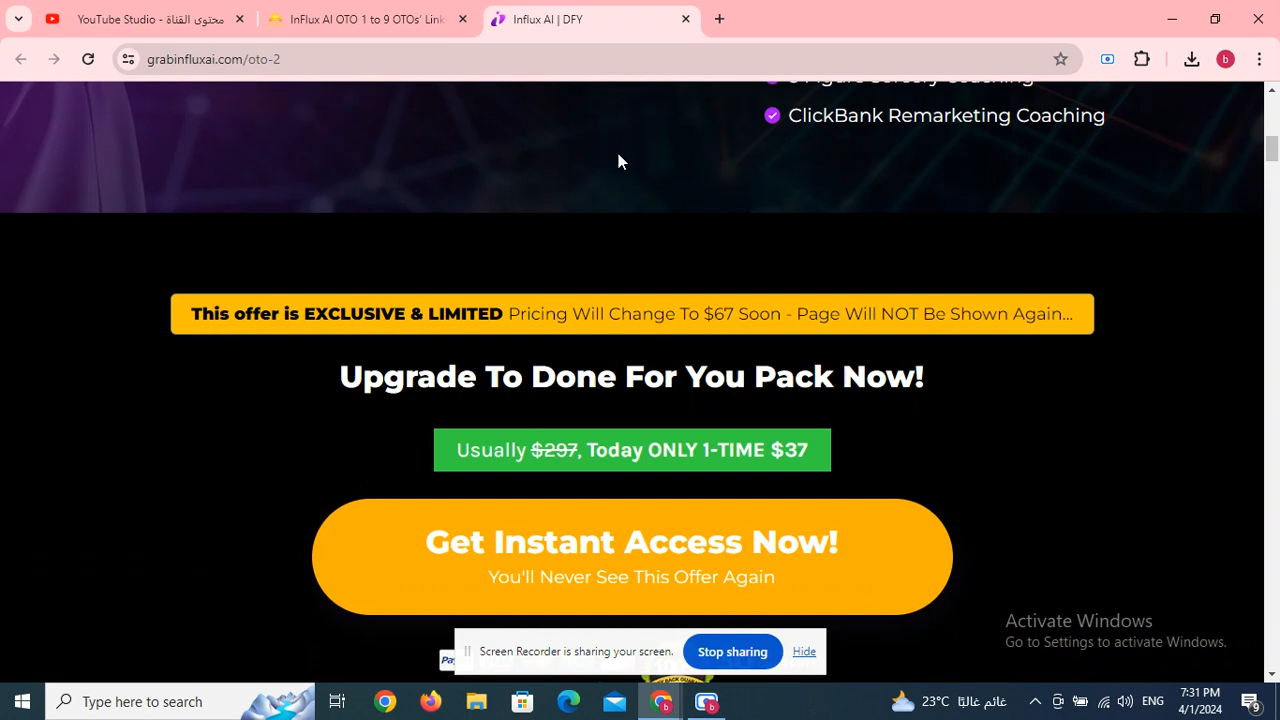 YouTube Studio - محتوى القناة
InFlux AI OTO 1 to 9 OTOs' Link
Influx AI | DFY
grabinfluxai.com/oto-2
ClickBank Remarketing Coaching
This offer is EXCLUSIVE & LIMITED Pricing Will Change To $67 Soon - Page Will NOT Be Shown Again...
Upgrade To Done For You Pack Now!
Usually $297, Today ONLY 1-TIME $37
Get Instant Access Now!
You'll Never See This Offer Again
Activate Windows
Go to Settings to activate Windows.
Screen Recorder is sharing your screen.
Stop sharing
Hide
Type here to search
23°C غائم غالبًا
ENG
7:31 PM
4/1/2024